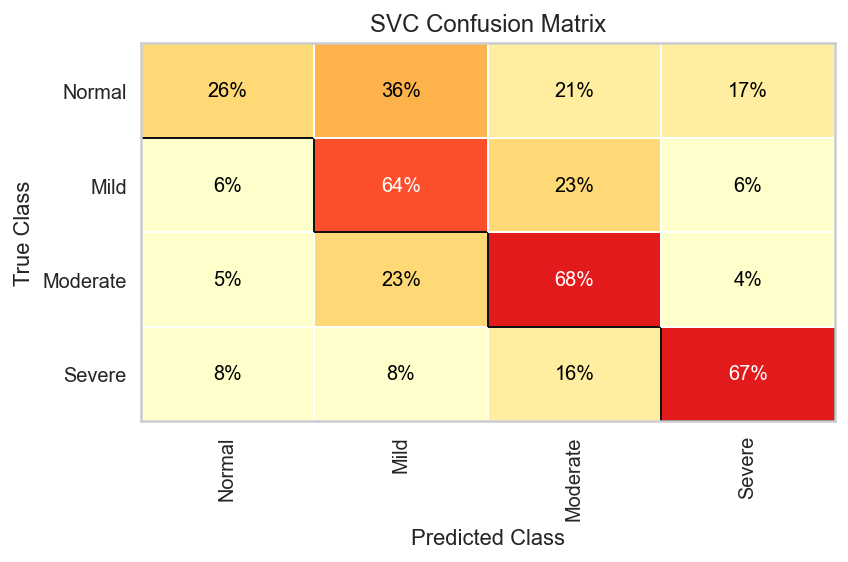 SVC Confusion Matrix
True Class
Normal 26% 36% 21% 17%
Mild 6% 64% 23% 6%
Moderate 5% 23% 68% 4%
Severe 8% 8% 16% 67%
Normal Mild Moderate Severe
Predicted Class